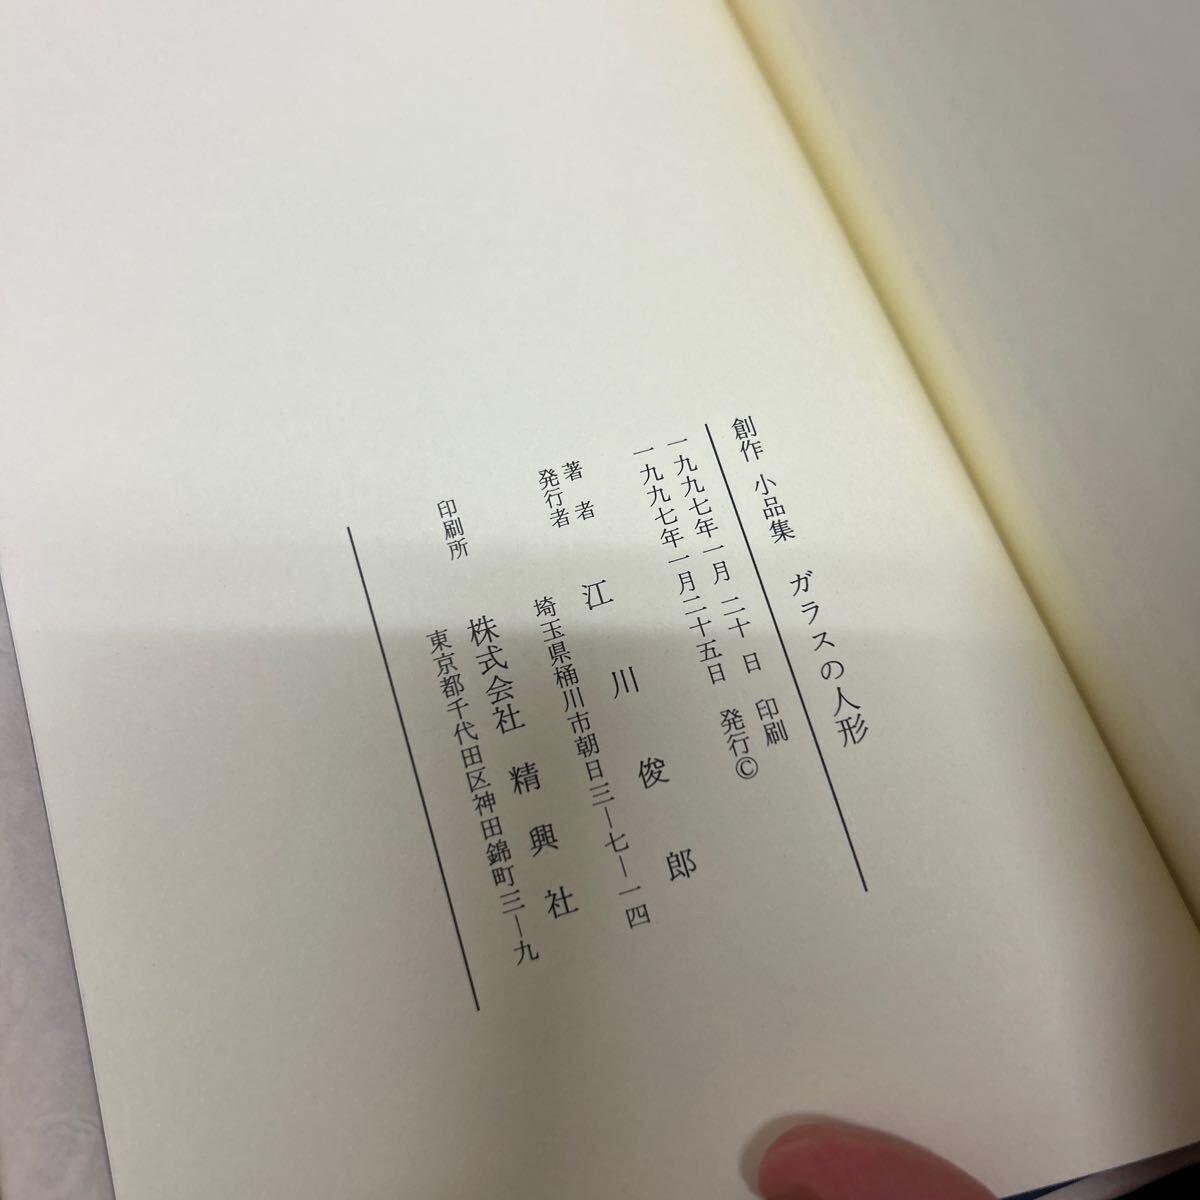 創作 小品集 ガラスの人形
一九九七年一月 二十 日 印刷
一九九七年一月二十五日 発行©
著者
発行者
江川俊郎
埼玉県桶川市朝日三―七―一四
印刷所
株式会社 精興社
東京都千代田区神田錦町三―九